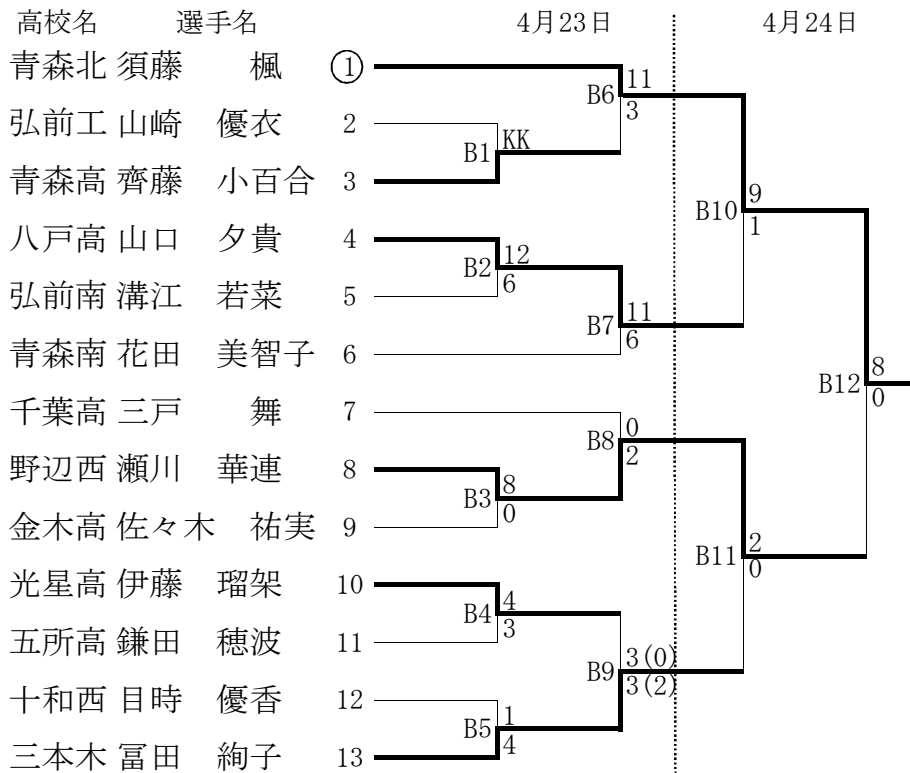 高校名 選手名 4月23日 4月24日
青森北 須藤 楓 ①
11
B6
3
弘前工 山崎 優衣 2
KK
B1
青森高 齊藤 小百合 3
9
B10
1
八戸高 山口 夕貴 4
12
B2
6
弘前南 溝江 若菜 5
11
B7
6
青森南 花田 美智子 6
8
B12
0
千葉高 三戸 舞 7
0
B8
2
野辺西 瀬川 華連 8
8
B3
0
金木高 佐々木 祐実 9
2
B11
0
光星高 伊藤 瑠架 10
4
B4
3
五所高 鎌田 穂波 11
3(0)
B9
3(2)
十和西 目時 優香 12
1
B5
4
三本木 冨田 絢子 13